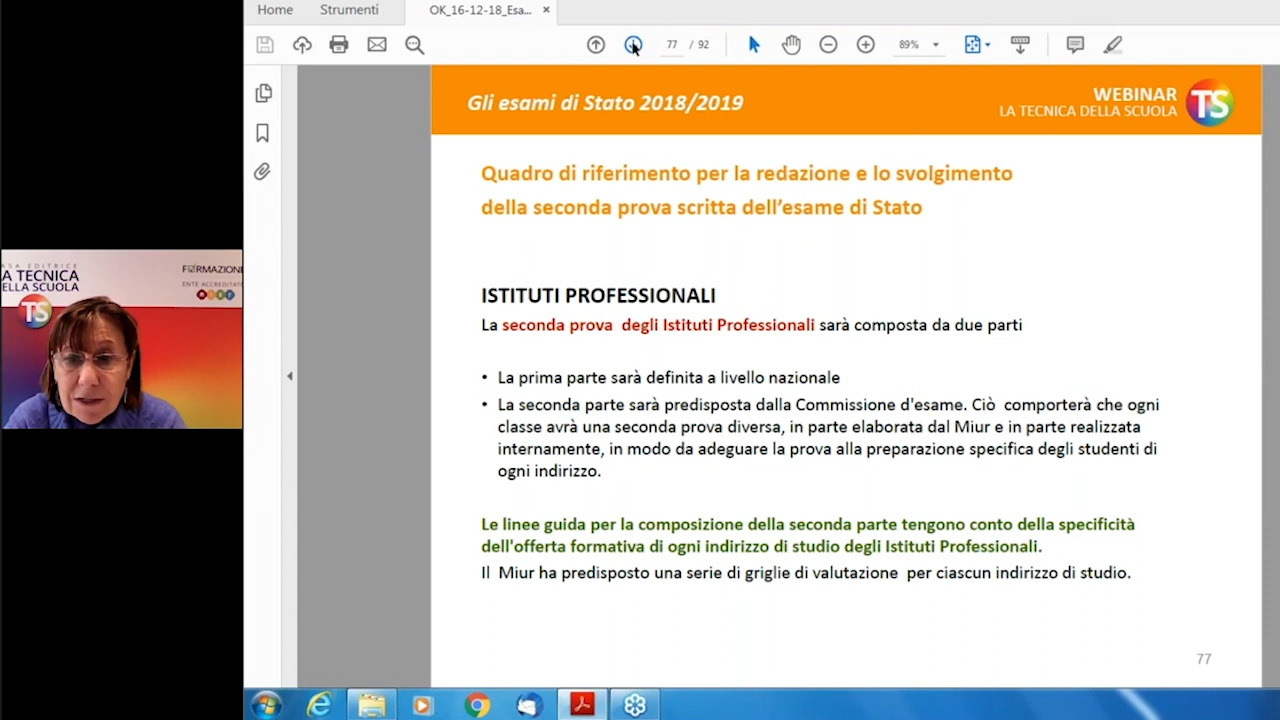 Home
Strumenti
OK_16-12-18_Esa... ×
77 / 92
89%
Gli esami di Stato 2018/2019
WEBINAR
LA TECNICA DELLA SCUOLA
TS
Quadro di riferimento per la redazione e lo svolgimento
della seconda prova scritta dell'esame di Stato
ISTITUTI PROFESSIONALI
La seconda prova degli Istituti Professionali sarà composta da due parti
• La prima parte sarà definita a livello nazionale
• La seconda parte sarà predisposta dalla Commissione d'esame. Ciò comporterà che ogni
classe avrà una seconda prova diversa, in parte elaborata dal Miur e in parte realizzata
internamente, in modo da adeguare la prova alla preparazione specifica degli studenti di
ogni indirizzo.
Le linee guida per la composizione della seconda parte tengono conto della specificità
dell'offerta formativa di ogni indirizzo di studio degli Istituti Professionali.
Il Miur ha predisposto una serie di griglie di valutazione per ciascun indirizzo di studio.
77
ASA EDITRICE
A TECNICA
ELLA SCUOLA
TS
FORMAZIONE
ENTE ACCREDITATO